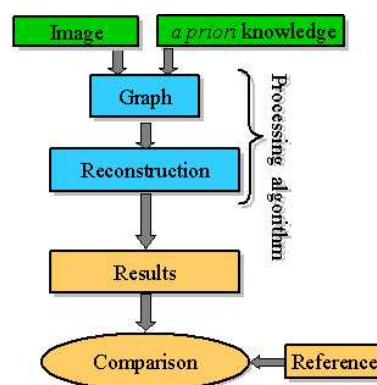 Image
a priori knowledge
Graph
Processing algorithm
Reconstruction
Results
Comparison
Reference